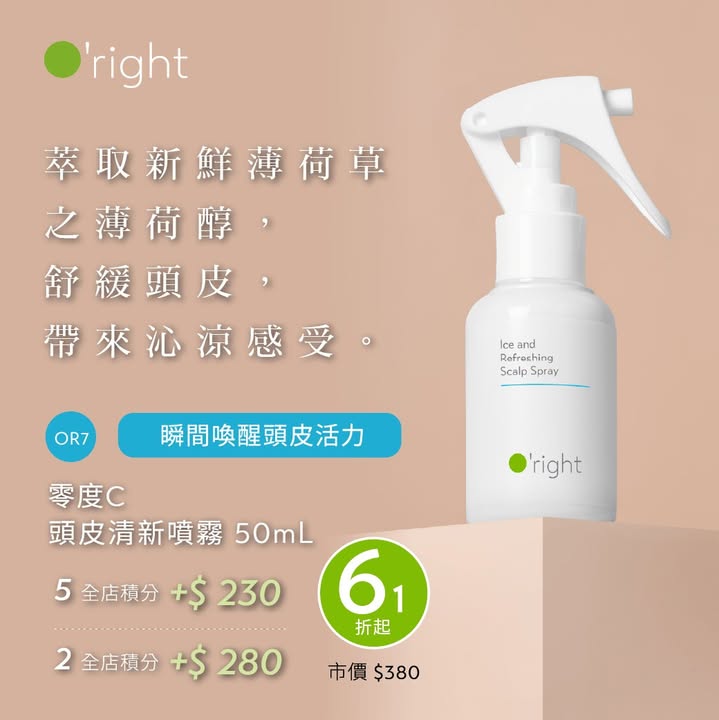 O'right
萃取新鮮薄荷草
之薄荷醇，
舒緩頭皮，
帶來沁涼感受。
Ice and
Refreshing
Scalp Spray
O'right
OR7
瞬間喚醒頭皮活力
零度C
頭皮清新噴霧 50mL
5 全店積分 +$ 230
2 全店積分 +$ 280
61
折起
市價 $380